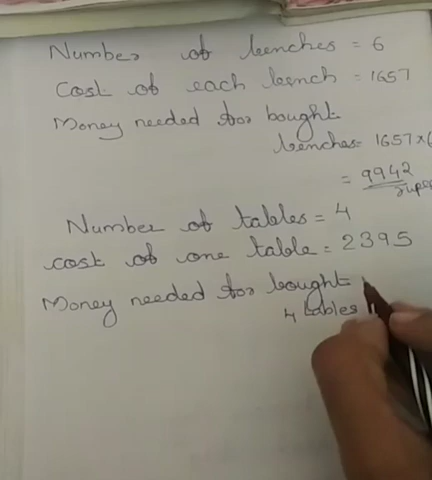 Number of benches = 6
Cost of each bench = 1657
Money needed for bought
benches = 1657×6
= 9942
Number of tables = 4
cost of one table = 2395
Money needed for bought
4 tables